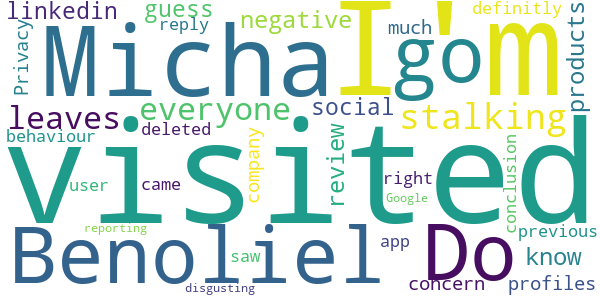 linkedin guess definitly
Privacy Micha reply negative I'm go much products
leaves everyone social stalking
behaviour deleted
visited
user came company review right Google conclusion
reporting previous
Benoliel saw app Do know
disgusting concern profiles